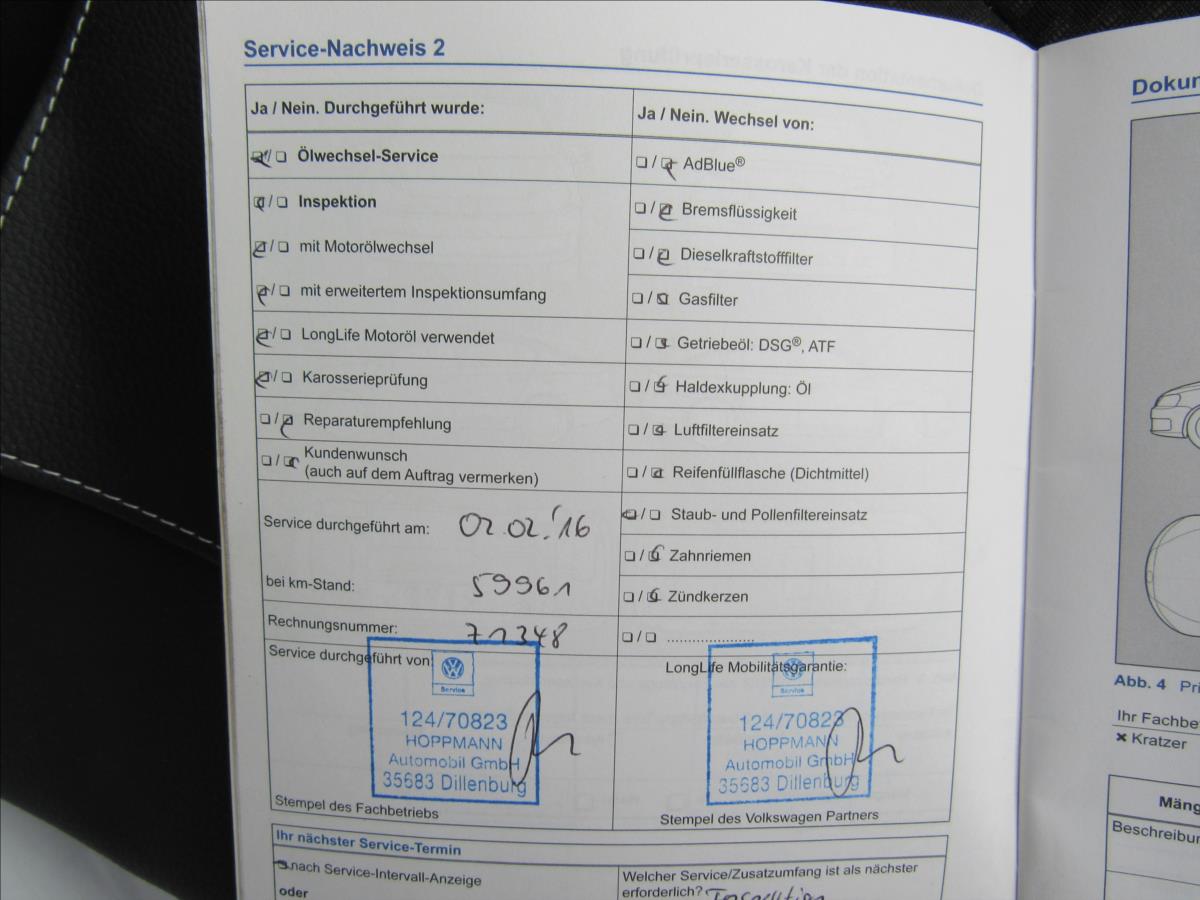 Service-Nachweis 2
Ja / Nein. Durchgeführt wurde:
Ölwechsel-Service
Inspektion
mit Motorölwechsel
mit erweitertem Inspektionsumfang
LongLife Motoröl verwendet
Karosserieprüfung
Reparaturempfehlung
Kundenwunsch
(auch auf dem Auftrag vermerken)
Service durchgeführt am: 02.02.'16
bei km-Stand: 59961
Rechnungsnummer: 71348
Service durchgeführt von:
Service
124/70823
HOPPMANN
Automobil GmbH
35683 Dillenburg
Stempel des Fachbetriebs
Ja / Nein. Wechsel von:
AdBlue®
Bremsflüssigkeit
Dieselkraftstofffilter
Gasfilter
Getriebeöl: DSG®, ATF
Haldexkupplung: Öl
Luftfiltereinsatz
Reifenfüllflasche (Dichtmittel)
Staub- und Pollenfiltereinsatz
Zahnriemen
Zündkerzen
LongLife Mobilitätsgarantie:
Service
124/70823
HOPPMANN
Automobil GmbH
35683 Dillenburg
Stempel des Volkswagen Partners
Ihr nächster Service-Termin
nach Service-Intervall-Anzeige
oder
Welcher Service/Zusatzumfang ist als nächster
erforderlich? Inspektion
Dokum
Abb. 4 Pri
Ihr Fachbe
× Kratzer
Mäng
Beschreibun